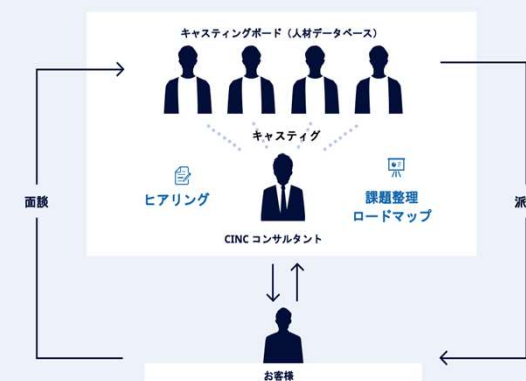 キャスティングボード（人材データベース）
キャスティグ
面談
ヒアリング
課題整理
ロードマップ
派
CINC コンサルタント
お客様